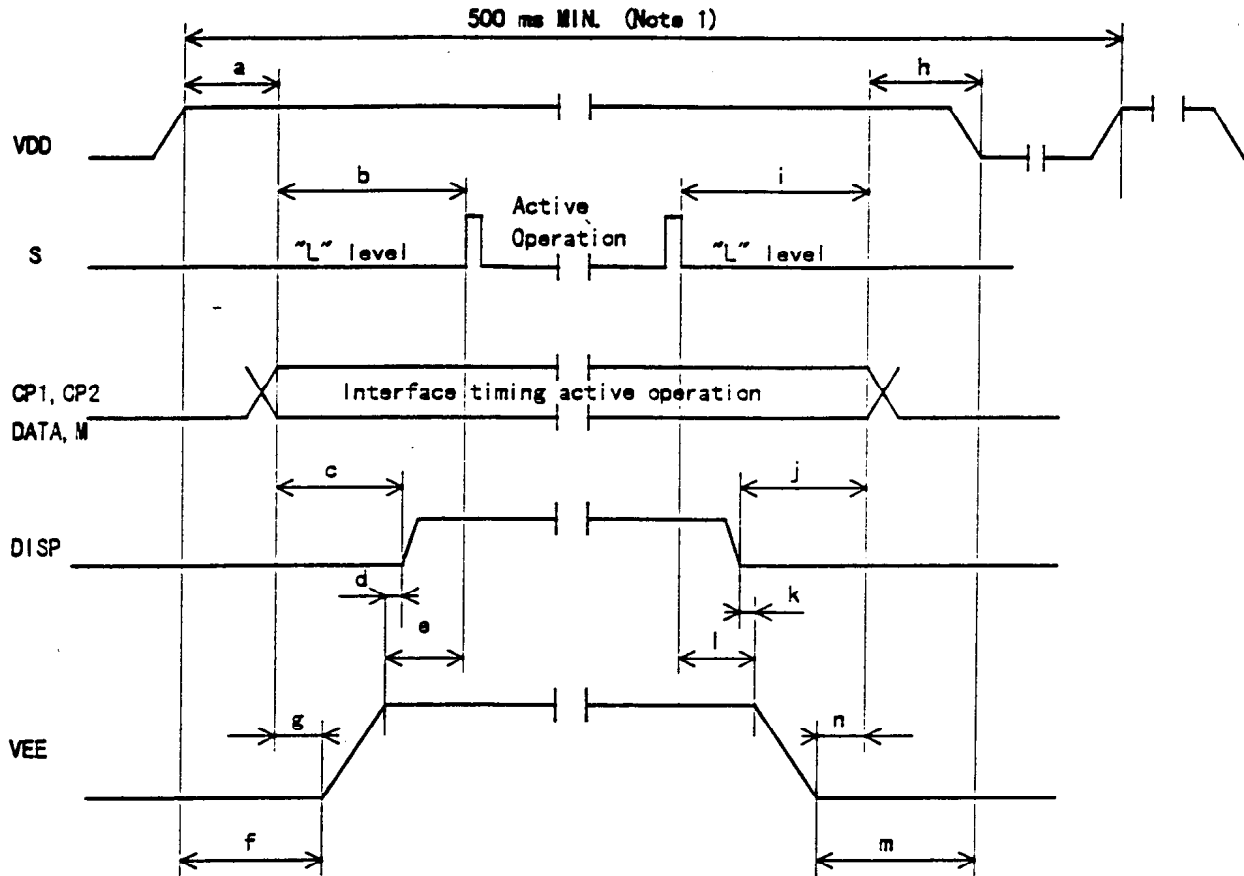 500 ms MIN. (Note 1)
a
h
VDD
b
i
Active
Operation
S
"L" level
"L" level
CP1, CP2
Interface timing active operation
DATA, M
c
j
DISP
d
k
e
l
g
n
VEE
f
m